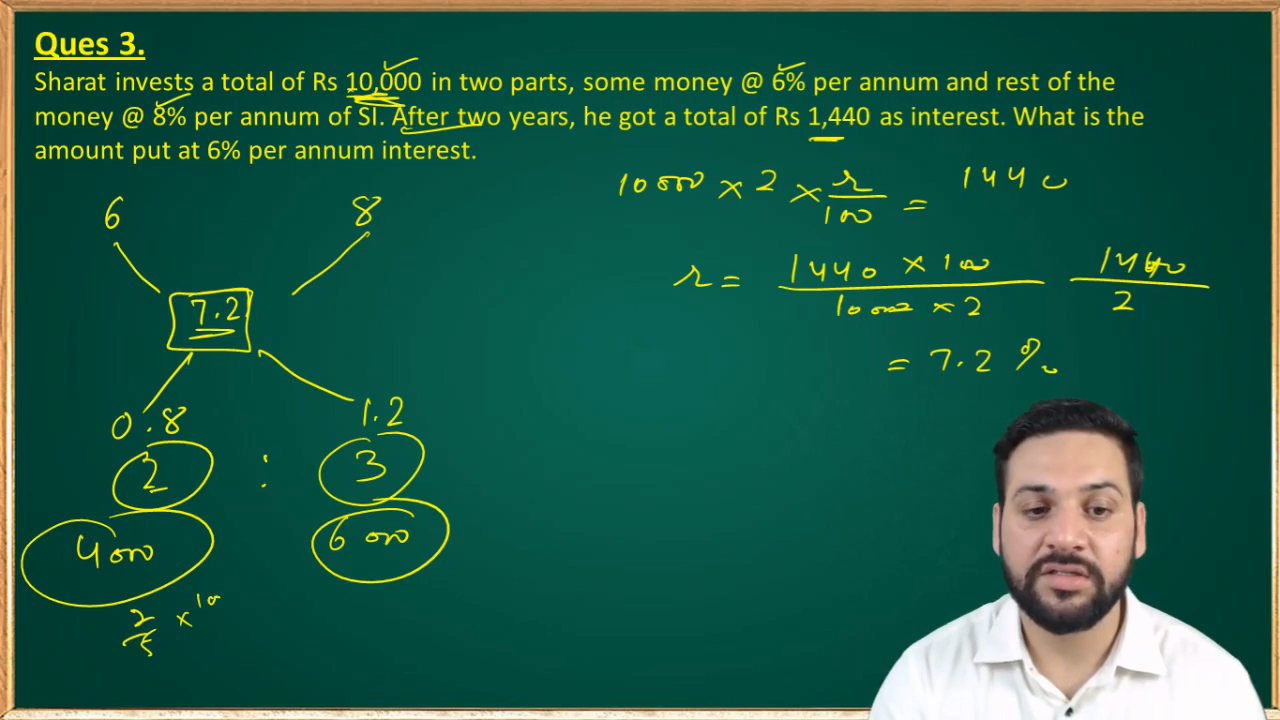 Ques 3.
Sharat invests a total of Rs 10,000 in two parts, some money @ 6% per annum and rest of the
money @ 8% per annum of SI. After two years, he got a total of Rs 1,440 as interest. What is the
amount put at 6% per annum interest.
10000 × 2 × r/100 = 1440
6 8
r = 1440 × 100 / 10000 × 2 1440 / 2
7.2
= 7.2 %
0.8 1.2
2 : 3
4000 6000
2/5 × 10